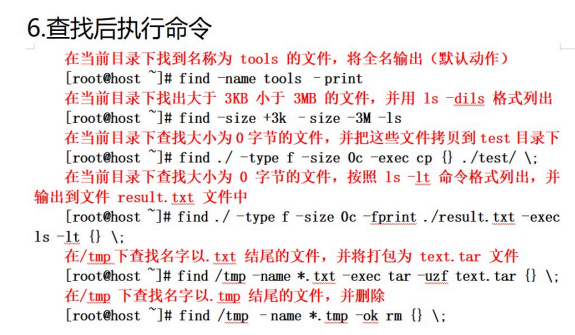 6.查找后执行命令
在当前目录下找到名称为 tools 的文件，将全名输出（默认动作）
[root@host ~]# find -name tools –print
在当前目录下找出大于 3KB 小于 3MB 的文件，并用 ls -dils 格式列出
[root@host ~]# find -size +3k –size -3M -ls
在当前目录下查找大小为0字节的文件，并把这些文件拷贝到test目录下
[root@host ~]# find ./ -type f -size 0c -exec cp {} ./test/ \;
在当前目录下查找大小为 0 字节的文件，按照 ls -lt 命令格式列出，并
输出到文件 result.txt 文件中
[root@host ~]# find ./ -type f -size 0c -fprint ./result.txt -exec
ls -lt {} \;
在/tmp下查找名字以.txt 结尾的文件，并将打包为 text.tar 文件
[root@host ~]# find /tmp -name *.txt -exec tar -uzf text.tar {} \;
在/tmp 下查找名字以.tmp 结尾的文件，并删除
[root@host ~]# find /tmp –name *.tmp -ok rm {} \;